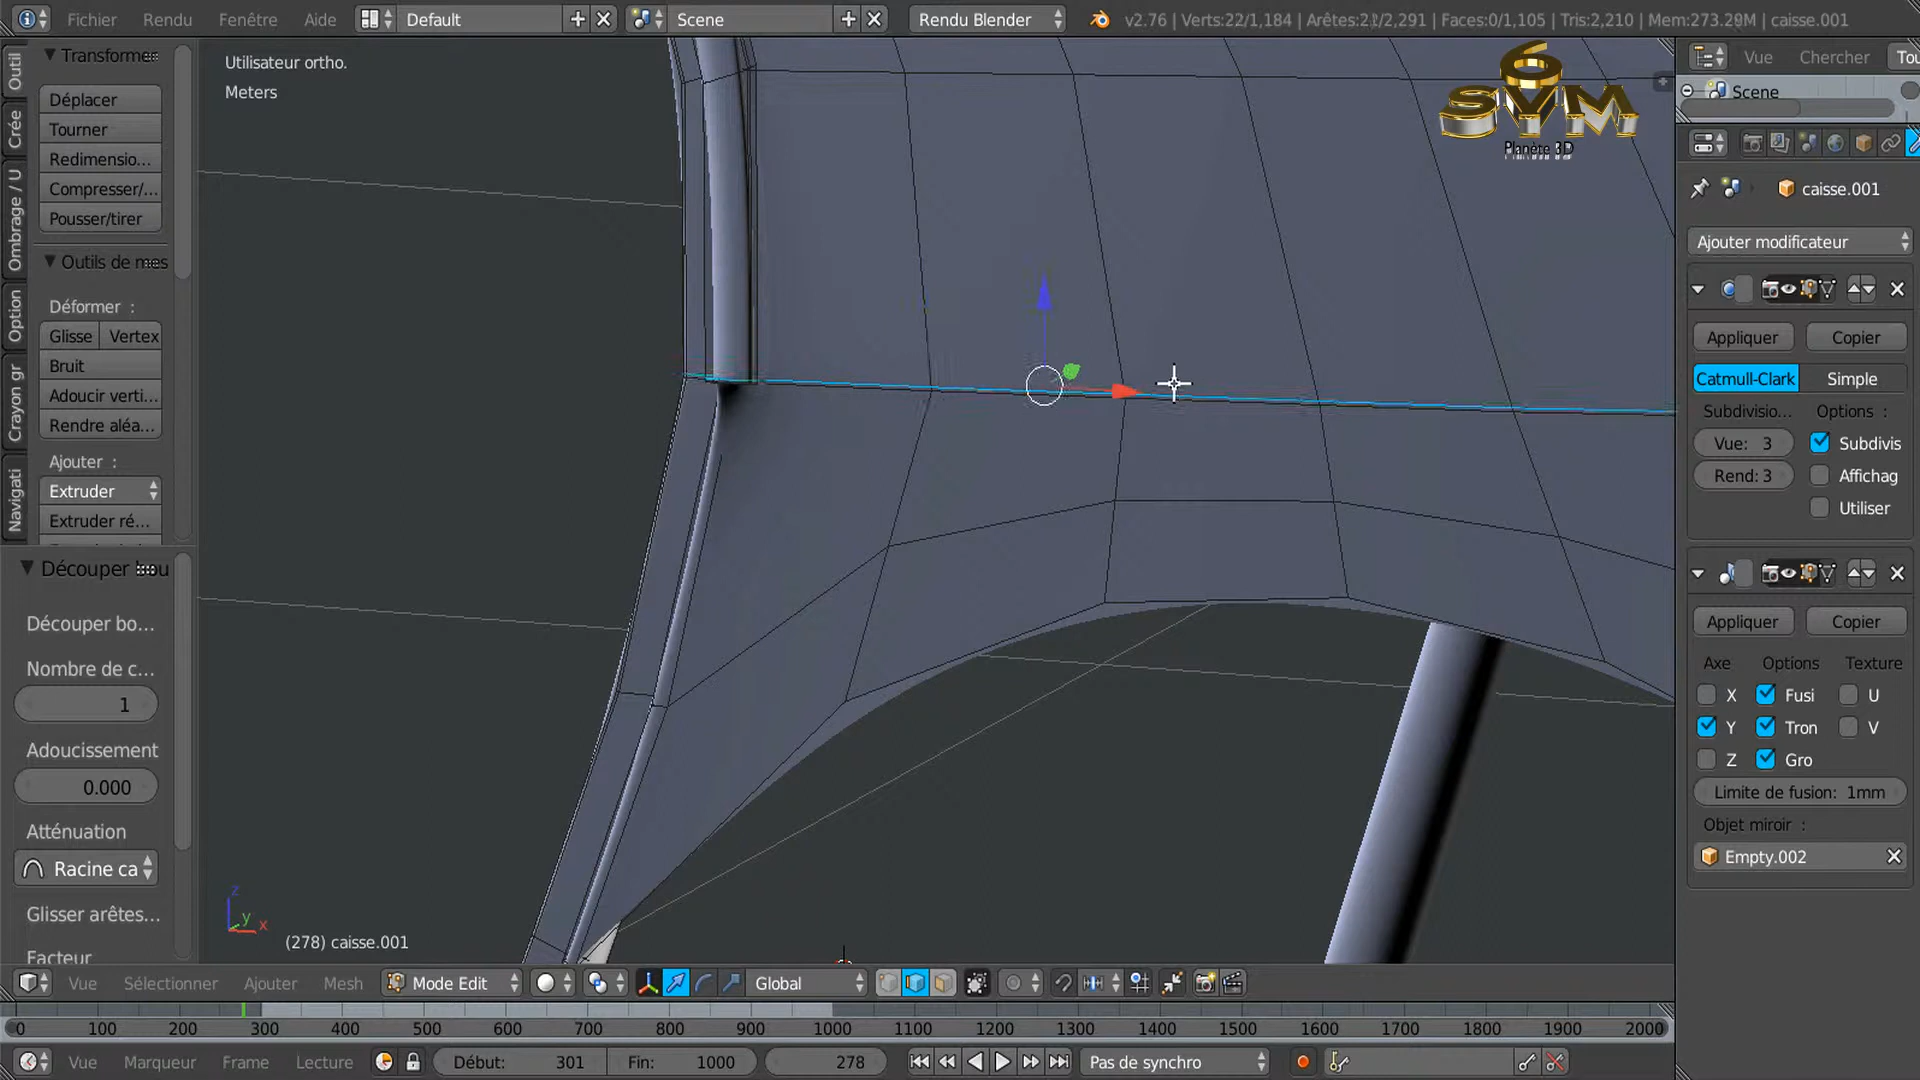 Fichier Rendu Fenêtre Aide Default Scene Rendu Blender v2.76 | Verts:22/1,184 | Arêtes:21/2,291 | Faces:0/1,105 | Tris:2,210 | Mem:273.29M | caisse.001
Outil
Crée
Ombrage / U
Option
Crayon gr
Navigati
Transforme
Déplacer
Tourner
Redimensio...
Compresser/...
Pousser/tirer
Outils de mes
Déformer :
Glisse Vertex
Bruit
Adoucir verti...
Rendre aléa...
Ajouter :
Extruder
Extruder ré...
Découper bou
Découper bo...
Nombre de c...
1
Adoucissement
0.000
Atténuation
Racine ca
Glisser arêtes...
Facteur
Utilisateur ortho.
Meters
6
SYM
Planète 3D
z
y
x
(278) caisse.001
Vue Chercher Tou
Scene
caisse.001
Ajouter modificateur
Appliquer Copier
Catmull-Clark Simple
Subdivisio... Options :
Vue: 3 Subdivis
Rend: 3 Affichag
Utiliser
Appliquer Copier
Axe Options Texture
X Fusi U
Y Tron V
Z Gro
Limite de fusion: 1mm
Objet miroir :
Empty.002
Vue Sélectionner Ajouter Mesh Mode Edit Global
0 100 200 300 400 500 600 700 800 900 1000 1100 1200 1300 1400 1500 1600 1700 1800 1900 2000
Vue Marqueur Frame Lecture Début: 301 Fin: 1000 278 Pas de synchro